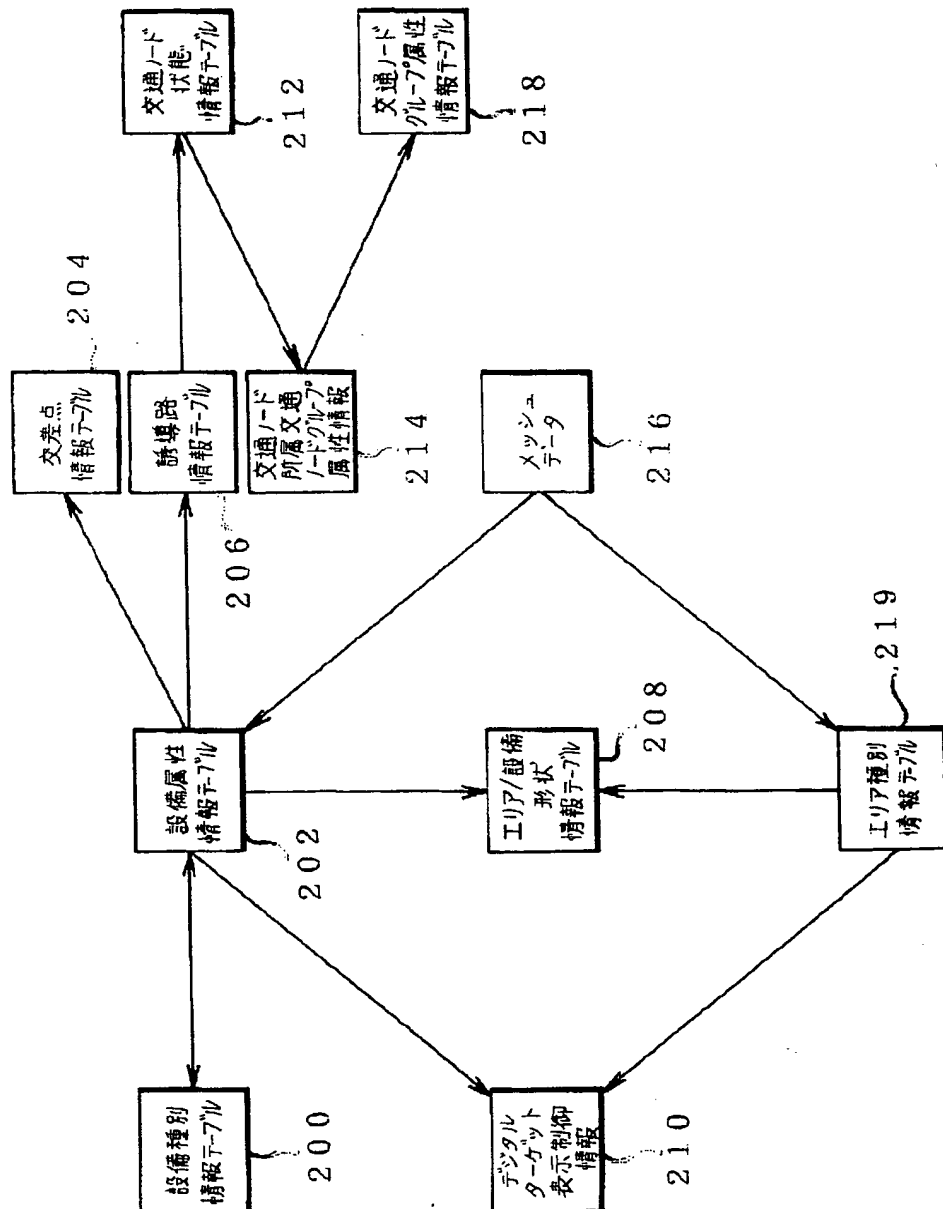 設備種別
情報テーブル
200
設備属性
情報テーブル
202
交差点
情報テーブル
204
誘導路
情報テーブル
206
交通ノード
状態
情報テーブル
212
交通ノード
所属交通
ノードグループ
属性情報
214
交通ノード
グループ属性
情報テーブル
218
デジタル
ターゲット
表示制御
情報
210
エリア/設備
形状
情報テーブル
208
メッシュ
データ
216
エリア種別
情報テーブル
219